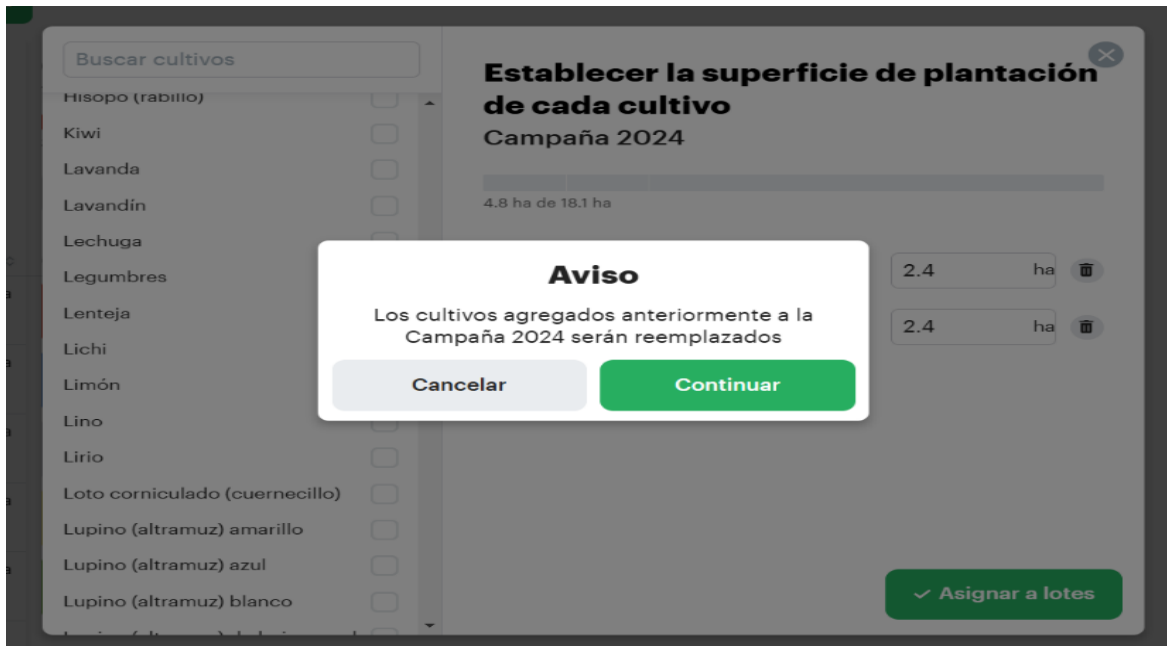 Buscar cultivos
Hisopo (rabillo)
Kiwi
Lavanda
Lavandín
Lechuga
Legumbres
Lenteja
Lichi
Limón
Lino
Lirio
Loto corniculado (cuernecillo)
Lupino (altramuz) amarillo
Lupino (altramuz) azul
Lupino (altramuz) blanco
Establecer la superficie de plantación
de cada cultivo
Campaña 2024
4.8 ha de 18.1 ha
2.4 ha
2.4 ha
Aviso
Los cultivos agregados anteriormente a la
Campaña 2024 serán reemplazados
Cancelar
Continuar
✓ Asignar a lotes